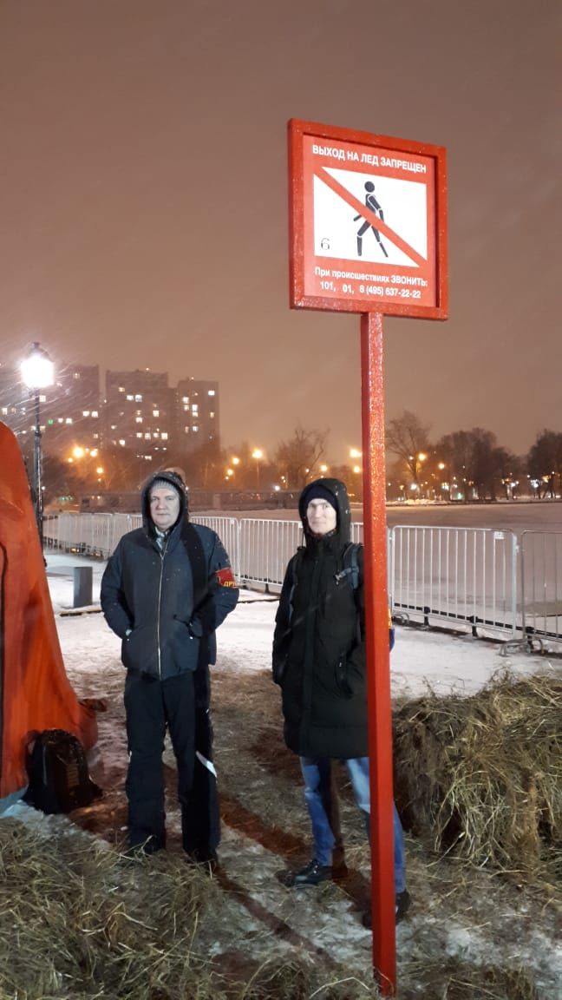 ВЫХОД НА ЛЕД ЗАПРЕЩЕН
6
При происшествиях ЗВОНИТЬ:
101, 01, 8 (495) 637-22-22